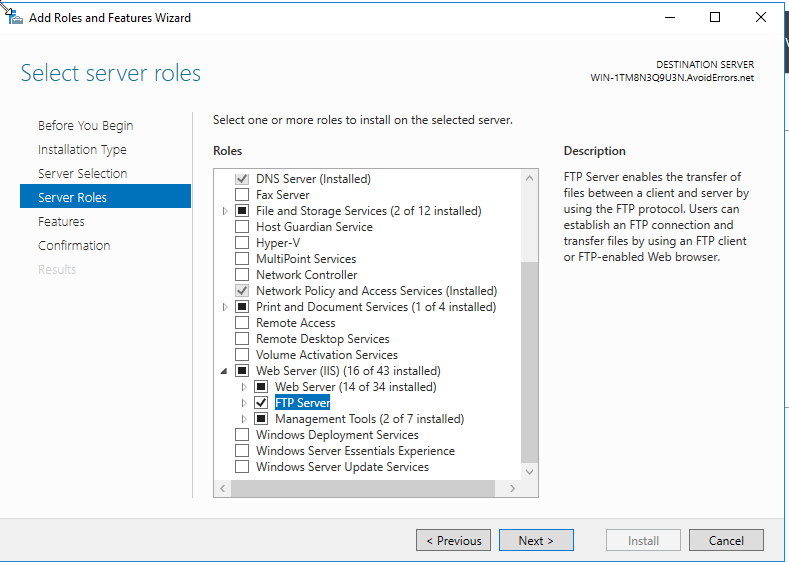 Add Roles and Features Wizard
Select server roles
DESTINATION SERVER
WIN-1TM8N3Q9U3N.AvoidErrors.net
Before You Begin
Installation Type
Server Selection
Server Roles
Features
Confirmation
Results
Select one or more roles to install on the selected server.
Roles
DNS Server (Installed)
Fax Server
File and Storage Services (2 of 12 installed)
Host Guardian Service
Hyper-V
MultiPoint Services
Network Controller
Network Policy and Access Services (Installed)
Print and Document Services (1 of 4 installed)
Remote Access
Remote Desktop Services
Volume Activation Services
Web Server (IIS) (16 of 43 installed)
Web Server (14 of 34 installed)
FTP Server
Management Tools (2 of 7 installed)
Windows Deployment Services
Windows Server Essentials Experience
Windows Server Update Services
Description
FTP Server enables the transfer of
files between a client and server by
using the FTP protocol. Users can
establish an FTP connection and
transfer files by using an FTP client
or FTP-enabled Web browser.
< Previous
Next >
Install
Cancel